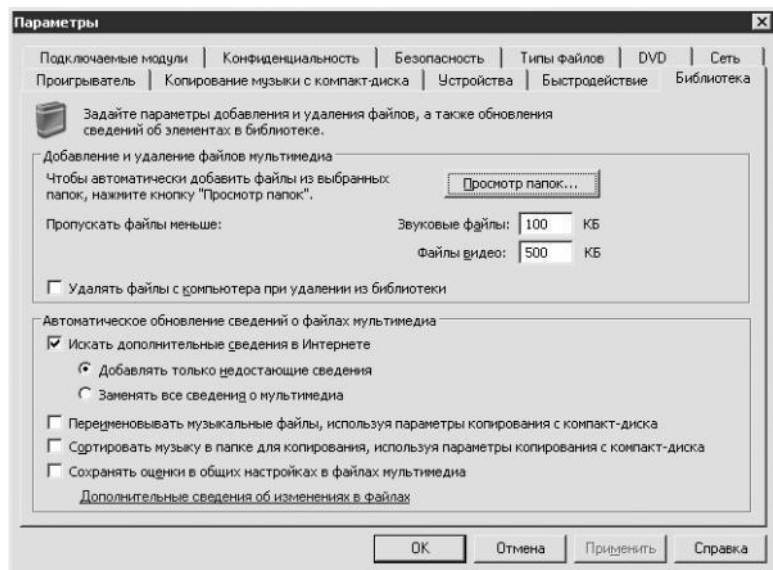 Параметры
Подключаемые модули Конфиденциальность Безопасность Типы файлов DVD Сеть
Проигрыватель Копирование музыки с компакт-диска Устройства Быстродействие Библиотека
Задайте параметры добавления и удаления файлов, а также обновления
сведений об элементах в библиотеке.
Добавление и удаление файлов мультимедиа
Чтобы автоматически добавить файлы из выбранных
папок, нажмите кнопку "Просмотр папок".
Просмотр папок...
Пропускать файлы меньше: Звуковые файлы: 100 КБ
Файлы видео: 500 КБ
Удалять файлы с компьютера при удалении из библиотеки
Автоматическое обновление сведений о файлах мультимедиа
Искать дополнительные сведения в Интернете
Добавлять только недостающие сведения
Заменять все сведения о мультимедиа
Переименовывать музыкальные файлы, используя параметры копирования с компакт-диска
Сортировать музыку в папке для копирования, используя параметры копирования с компакт-диска
Сохранять оценки в общих настройках в файлах мультимедиа
Дополнительные сведения об изменениях в файлах
ОК Отмена Применить Справка